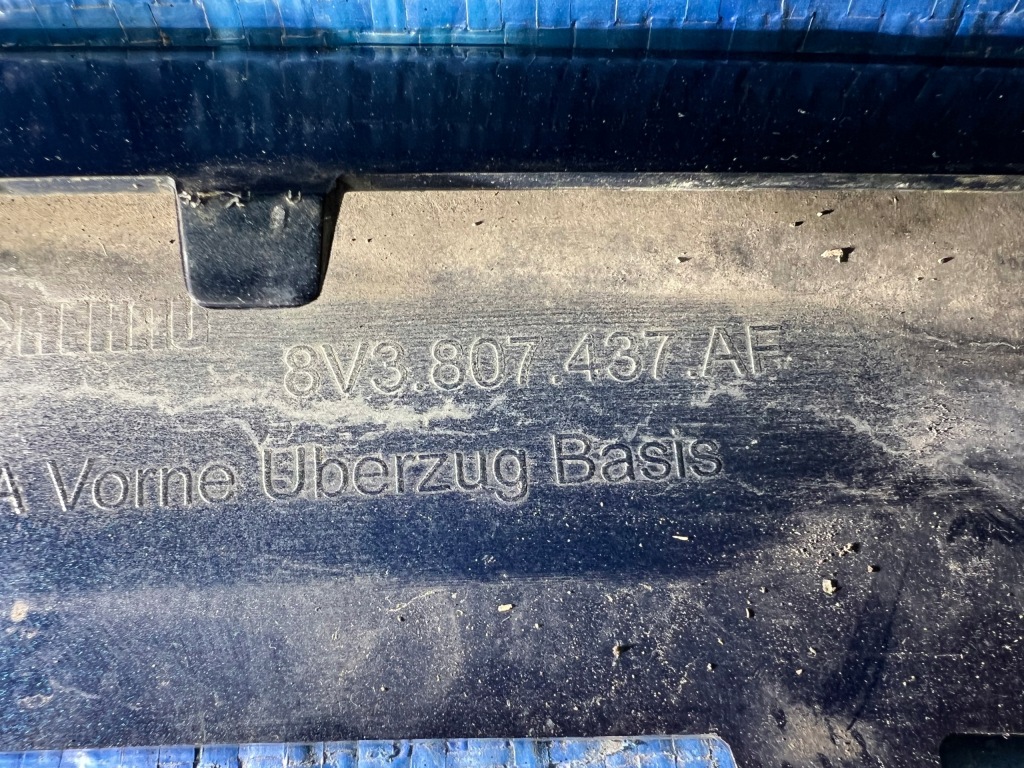 8V3.807.437.AF
A Vorne Überzug Basis